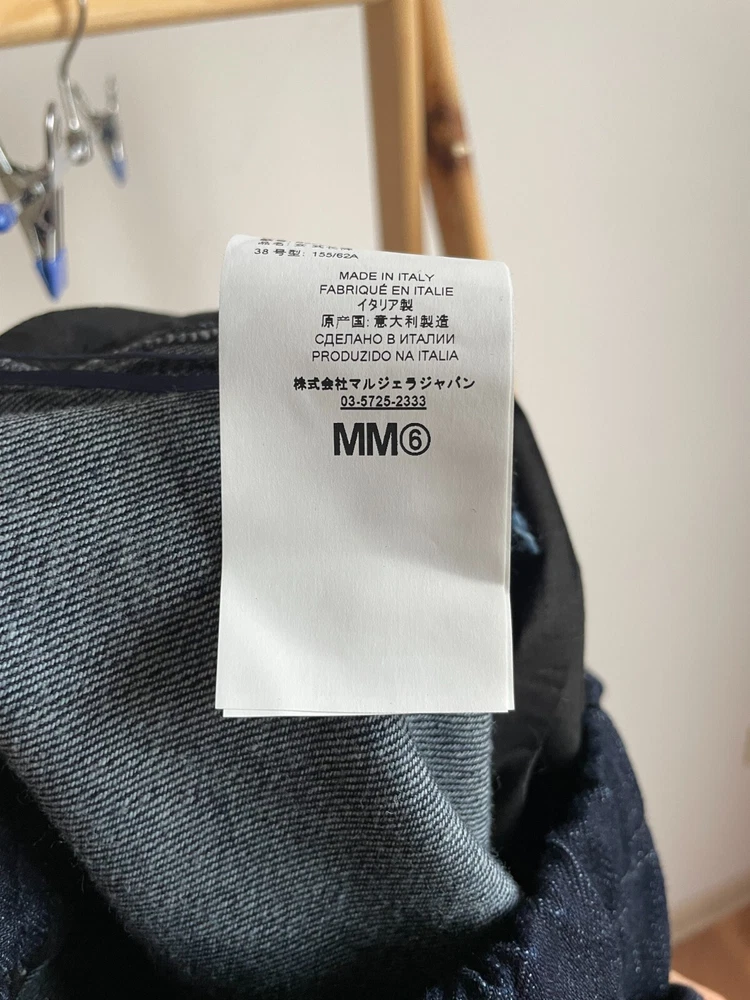 38 号型: 155/62A
MADE IN ITALY
FABRIQUÉ EN ITALIE
イタリア製
原产国: 意大利製造
СДЕЛАНО В ИТАЛИИ
PRODUZIDO NA ITALIA
株式会社マルジェラジャパン
03-5725-2333
MM⑥